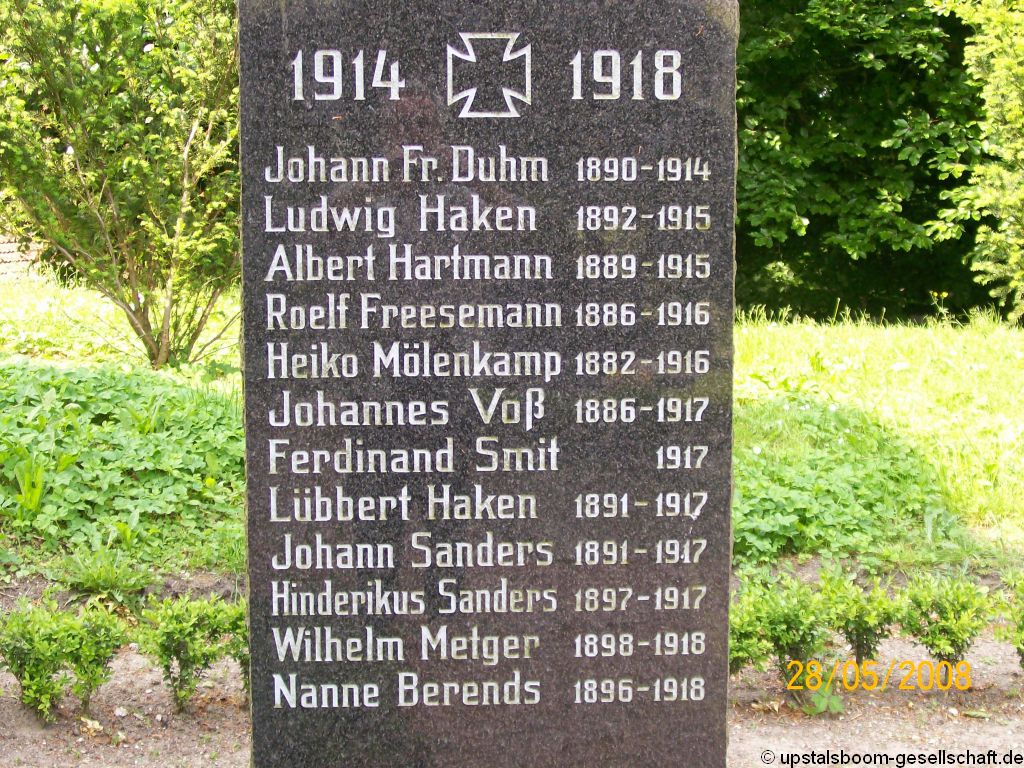 1914 1918
Johann Fr. Duhm 1890-1914
Ludwig Haken 1892-1915
Albert Hartmann 1889-1915
Roelf Freesemann 1886-1916
Heiko Mölenkamp 1882-1916
Johannes Voß 1886-1917
Ferdinand Smit 1917
Lübbert Haken 1891-1917
Johann Sanders 1891-1917
Hinderikus Sanders 1897-1917
Wilhelm Metger 1898-1918
Nanne Berends 1896-1918
28/05/2008
© upstalsboom-gesellschaft.de